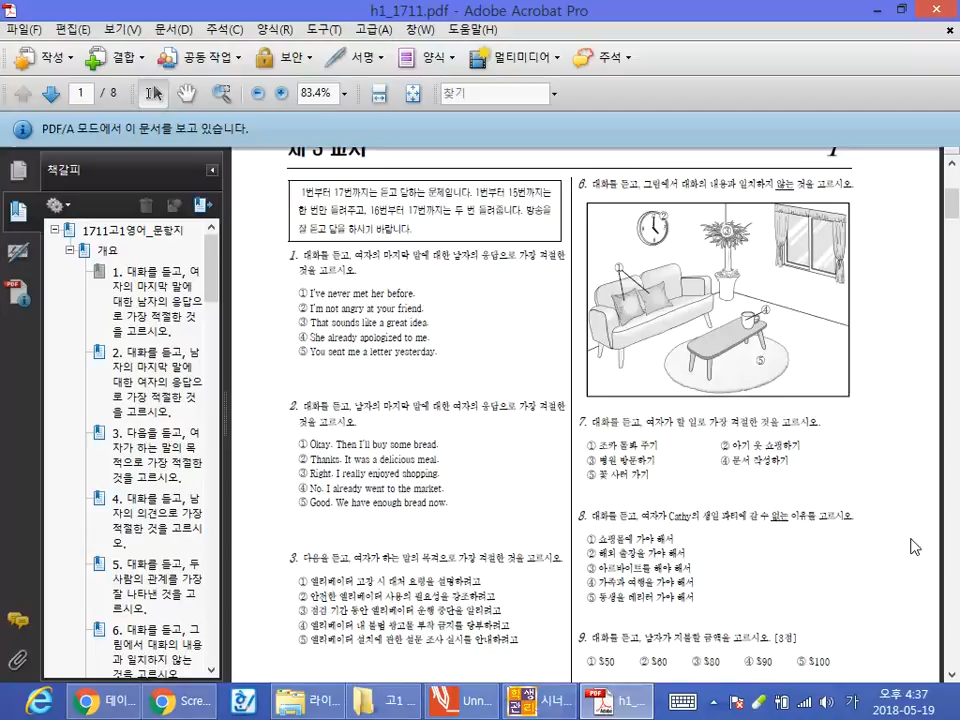 h1_1711.pdf - Adobe Acrobat Pro
파일(F) 편집(E) 보기(V) 문서(D) 주석(C) 양식(R) 도구(T) 고급(A) 창(W) 도움말(H)
작성 결합 공동 작업 보안 서명 양식 멀티미디어 주석
1 / 8 83.4% 찾기
PDF/A 모드에서 이 문서를 보고 있습니다.
책갈피
1711고1영어_문항지
개요
1. 대화를 듣고, 여
자의 마지막 말에
대한 남자의 응답으
로 가장 적절한 것
을 고르시오.
2. 대화를 듣고, 남
자의 마지막 말에
대한 여자의 응답으
로 가장 적절한 것
을 고르시오.
3. 다음을 듣고, 여
자가 하는 말의 목
적으로 가장 적절한
것을 고르시오.
4. 대화를 듣고, 남
자의 의견으로 가장
적절한 것을 고르시
오.
5. 대화를 듣고, 두
사람의 관계를 가장
잘 나타낸 것을 고
르시오.
6. 대화를 듣고, 그
림에서 대화의 내용
과 일치하지 않는
것을 고르시오.
제 3 교시
1
1번부터 17번까지는 듣고 답하는 문제입니다. 1번부터 15번까지는
한 번만 들려주고, 16번부터 17번까지는 두 번 들려줍니다. 방송을
잘 듣고 답을 하시기 바랍니다.
1. 대화를 듣고, 여자의 마지막 말에 대한 남자의 응답으로 가장 적절한
것을 고르시오.
① I've never met her before.
② I'm not angry at your friend.
③ That sounds like a great idea.
④ She already apologized to me.
⑤ You sent me a letter yesterday.
2. 대화를 듣고, 남자의 마지막 말에 대한 여자의 응답으로 가장 적절한
것을 고르시오.
① Okay. Then I'll buy some bread.
② Thanks. It was a delicious meal.
③ Right. I really enjoyed shopping.
④ No. I already went to the market.
⑤ Good. We have enough bread now.
3. 다음을 듣고, 여자가 하는 말의 목적으로 가장 적절한 것을 고르시오.
① 엘리베이터 고장 시 대처 요령을 설명하려고
② 안전한 엘리베이터 사용의 필요성을 강조하려고
③ 점검 기간 동안 엘리베이터 운행 중단을 알리려고
④ 엘리베이터 내 불법 광고물 부착 금지를 당부하려고
⑤ 엘리베이터 설치에 관한 설문 조사 실시를 안내하려고
6. 대화를 듣고, 그림에서 대화의 내용과 일치하지 않는 것을 고르시오.
①
②
③
④
⑤
7. 대화를 듣고, 여자가 할 일로 가장 적절한 것을 고르시오.
① 조카 돌봐 주기 ② 아기 옷 쇼핑하기
③ 병원 방문하기 ④ 문서 작성하기
⑤ 꽃 사러 가기
8. 대화를 듣고, 여자가 Cathy의 생일 파티에 갈 수 없는 이유를 고르시오.
① 쇼핑몰에 가야 해서
② 해외 출장을 가야 해서
③ 아르바이트를 해야 해서
④ 가족과 여행을 가야 해서
⑤ 동생을 데리러 가야 해서
9. 대화를 듣고, 남자가 지불할 금액을 고르시오. [3점]
① $50 ② $60 ③ $80 ④ $90 ⑤ $100
데이... Scre... 라이... 고1 ... Unn... 학생관리 시너... h1_... 가 오후 4:37
2018-05-19